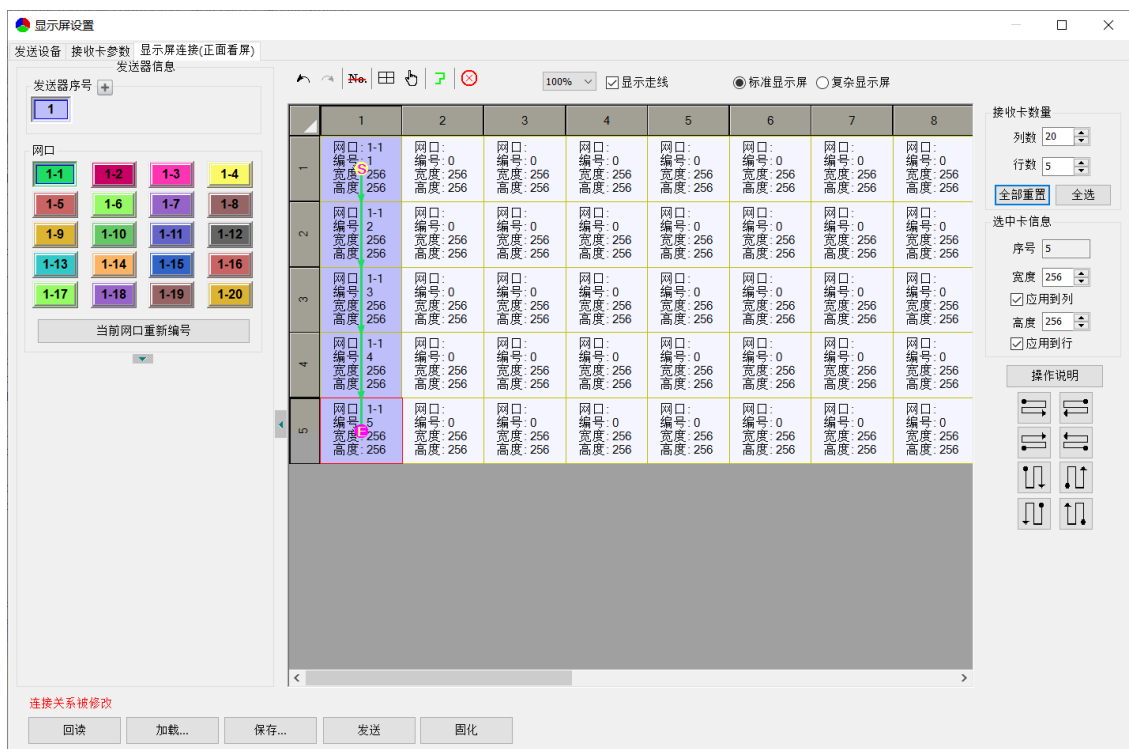 显示屏设置
发送设备 接收卡参数 显示屏连接(正面看屏)
发送器信息
发送器序号 +
1
网口
1-1 1-2 1-3 1-4
1-5 1-6 1-7 1-8
1-9 1-10 1-11 1-12
1-13 1-14 1-15 1-16
1-17 1-18 1-19 1-20
当前网口重新编号
No. 100% 显示走线 标准显示屏 复杂显示屏
1 2 3 4 5 6 7 8
1
网口: 1-1 网口: 网口: 网口: 网口: 网口: 网口: 网口:
编号: 1 编号: 0 编号: 0 编号: 0 编号: 0 编号: 0 编号: 0 编号: 0
宽度: 256 宽度: 256 宽度: 256 宽度: 256 宽度: 256 宽度: 256 宽度: 256 宽度: 256
高度: 256 高度: 256 高度: 256 高度: 256 高度: 256 高度: 256 高度: 256 高度: 256
S
2
网口: 1-1 网口: 网口: 网口: 网口: 网口: 网口: 网口:
编号: 2 编号: 0 编号: 0 编号: 0 编号: 0 编号: 0 编号: 0 编号: 0
宽度: 256 宽度: 256 宽度: 256 宽度: 256 宽度: 256 宽度: 256 宽度: 256 宽度: 256
高度: 256 高度: 256 高度: 256 高度: 256 高度: 256 高度: 256 高度: 256 高度: 256
3
网口: 1-1 网口: 网口: 网口: 网口: 网口: 网口: 网口:
编号: 3 编号: 0 编号: 0 编号: 0 编号: 0 编号: 0 编号: 0 编号: 0
宽度: 256 宽度: 256 宽度: 256 宽度: 256 宽度: 256 宽度: 256 宽度: 256 宽度: 256
高度: 256 高度: 256 高度: 256 高度: 256 高度: 256 高度: 256 高度: 256 高度: 256
4
网口: 1-1 网口: 网口: 网口: 网口: 网口: 网口: 网口:
编号: 4 编号: 0 编号: 0 编号: 0 编号: 0 编号: 0 编号: 0 编号: 0
宽度: 256 宽度: 256 宽度: 256 宽度: 256 宽度: 256 宽度: 256 宽度: 256 宽度: 256
高度: 256 高度: 256 高度: 256 高度: 256 高度: 256 高度: 256 高度: 256 高度: 256
5
网口: 1-1 网口: 网口: 网口: 网口: 网口: 网口: 网口:
编号: 5 编号: 0 编号: 0 编号: 0 编号: 0 编号: 0 编号: 0 编号: 0
宽度: 256 宽度: 256 宽度: 256 宽度: 256 宽度: 256 宽度: 256 宽度: 256 宽度: 256
高度: 256 高度: 256 高度: 256 高度: 256 高度: 256 高度: 256 高度: 256 高度: 256
E
接收卡数量
列数 20
行数 5
全部重置 全选
选中卡信息
序号 5
宽度 256
应用到列
高度 256
应用到行
操作说明
连接关系被修改
回读 加载... 保存... 发送 固化